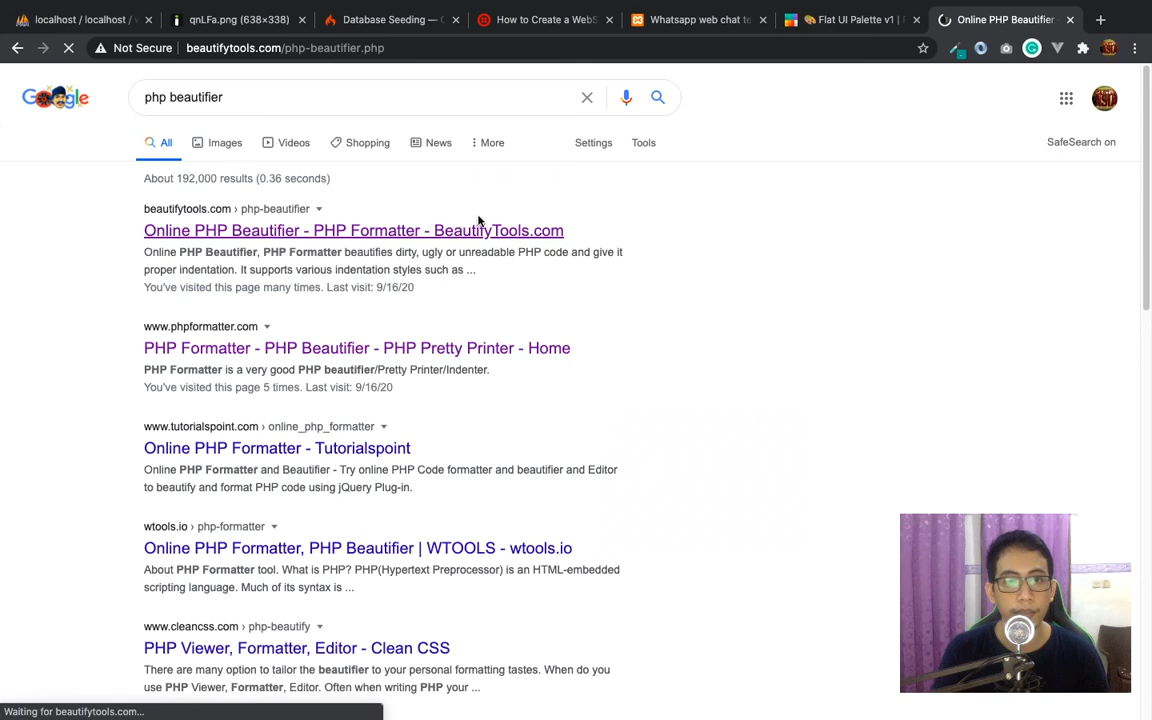 localhost / localhost / w
qnLFa.png (638×338)
Database Seeding — C
How to Create a WebS
Whatsapp web chat te
Flat UI Palette v1 | F
Online PHP Beautifier
Not Secure
beautifytools.com/php-beautifier.php
php beautifier
All
Images
Videos
Shopping
News
More
Settings
Tools
SafeSearch on
About 192,000 results (0.36 seconds)
beautifytools.com › php-beautifier
Online PHP Beautifier - PHP Formatter - BeautifyTools.com
Online PHP Beautifier, PHP Formatter beautifies dirty, ugly or unreadable PHP code and give it
proper indentation. It supports various indentation styles such as ...
You've visited this page many times. Last visit: 9/16/20
www.phpformatter.com
PHP Formatter - PHP Beautifier - PHP Pretty Printer - Home
PHP Formatter is a very good PHP beautifier/Pretty Printer/Indenter.
You've visited this page 5 times. Last visit: 9/16/20
www.tutorialspoint.com › online_php_formatter
Online PHP Formatter - Tutorialspoint
Online PHP Formatter and Beautifier - Try online PHP Code formatter and beautifier and Editor
to beautify and format PHP code using jQuery Plug-in.
wtools.io › php-formatter
Online PHP Formatter, PHP Beautifier | WTOOLS - wtools.io
About PHP Formatter tool. What is PHP? PHP(Hypertext Preprocessor) is an HTML-embedded
scripting language. Much of its syntax is ...
www.cleancss.com › php-beautify
PHP Viewer, Formatter, Editor - Clean CSS
There are many option to tailor the beautifier to your personal formatting tastes. When do you
use PHP Viewer, Formatter, Editor. Often when writing PHP your ...
Waiting for beautifytools.com...